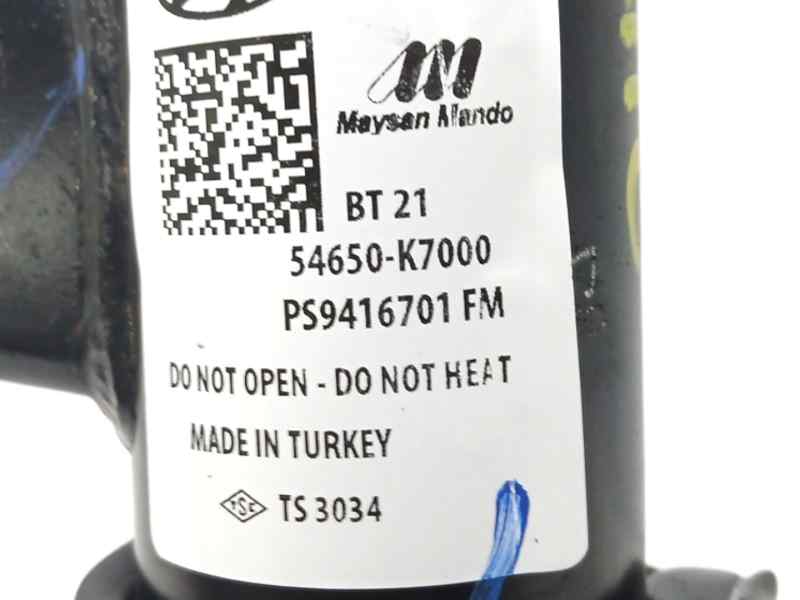 Maysan Mando
BT 21
54650-K7000
PS9416701 FM
DO NOT OPEN - DO NOT HEAT
MADE IN TURKEY
TSE TS 3034